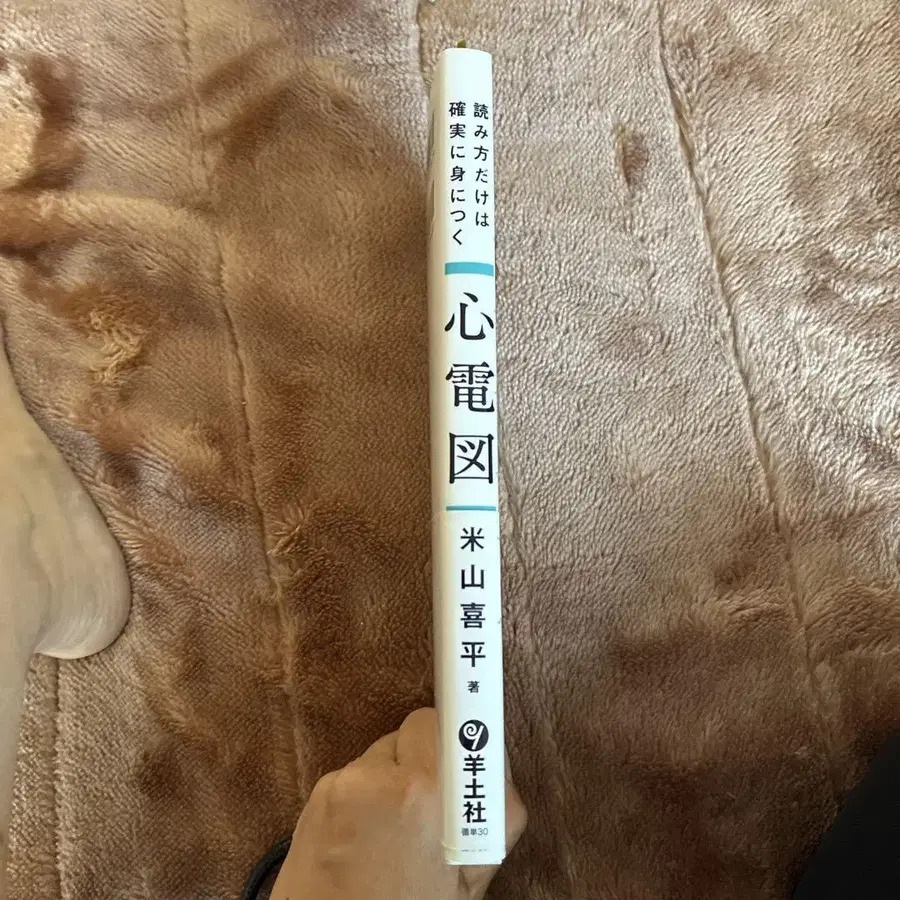 読み方だけは
確実に身につく
心電図
米山喜平
著
羊土社